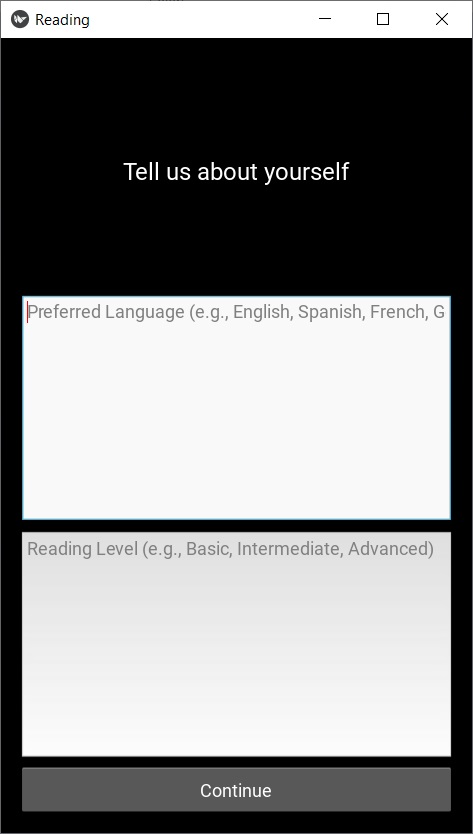 Reading
Tell us about yourself
Preferred Language (e.g., English, Spanish, French, G
Reading Level (e.g., Basic, Intermediate, Advanced)
Continue